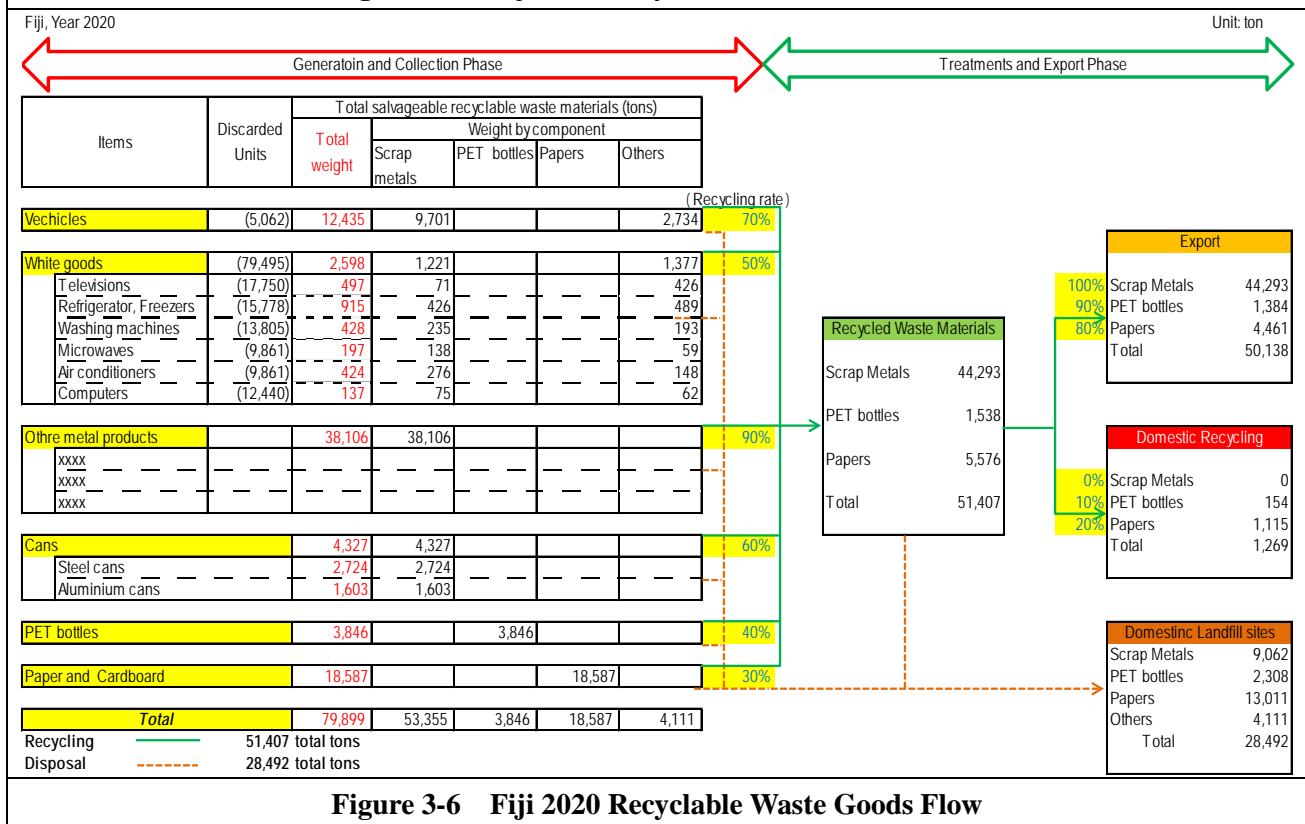 Fiji, Year 2020 Unit: ton
Generatoin and Collection Phase Treatments and Export Phase
Items Discarded Units Total salvageable recyclable waste materials (tons)
Total weight Weight by component
Scrap metals PET bottles Papers Others
(Recycling rate)
Vechicles (5,062) 12,435 9,701 2,734 70%
White goods (79,495) 2,598 1,221 1,377 50%
Televisions (17,750) 497 71 426
Refrigerator, Freezers (15,778) 915 426 489
Washing machines (13,805) 428 235 193
Microwaves (9,861) 197 138 59
Air conditioners (9,861) 424 276 148
Computers (12,440) 137 75 62
Othre metal products 38,106 38,106 90%
xxxx
xxxx
xxxx
Cans 4,327 4,327 60%
Steel cans 2,724 2,724
Aluminium cans 1,603 1,603
PET bottles 3,846 3,846 40%
Paper and Cardboard 18,587 18,587 30%
Total 79,899 53,355 3,846 18,587 4,111
Recycling 51,407 total tons
Disposal 28,492 total tons
Recycled Waste Materials
Scrap Metals 44,293
PET bottles 1,538
Papers 5,576
Total 51,407
Export
100% Scrap Metals 44,293
90% PET bottles 1,384
80% Papers 4,461
Total 50,138
Domestic Recycling
0% Scrap Metals 0
10% PET bottles 154
20% Papers 1,115
Total 1,269
Domestinc Landfill sites
Scrap Metals 9,062
PET bottles 2,308
Papers 13,011
Others 4,111
Total 28,492
Figure 3-6 Fiji 2020 Recyclable Waste Goods Flow